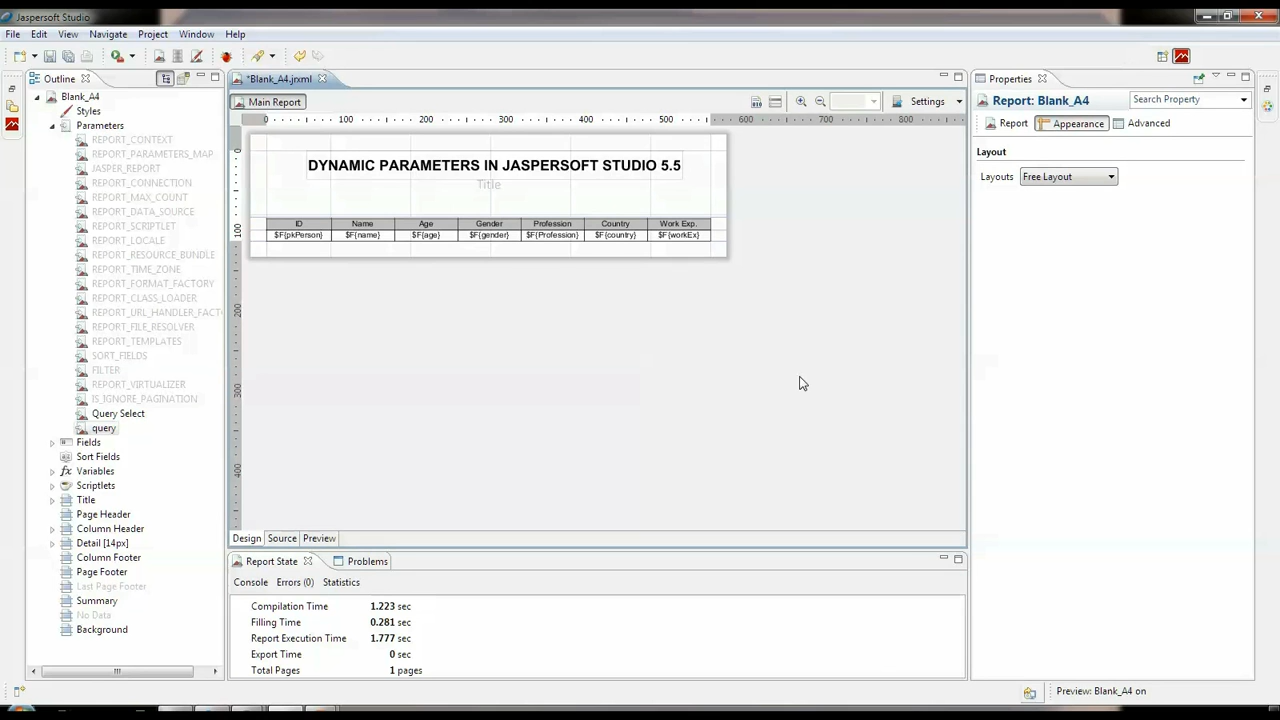 Jaspersoft Studio
File Edit View Navigate Project Window Help
Outline
*Blank_A4.jrxml
Properties
Blank_A4
Styles
Parameters
REPORT_CONTEXT
REPORT_PARAMETERS_MAP
JASPER_REPORT
REPORT_CONNECTION
REPORT_MAX_COUNT
REPORT_DATA_SOURCE
REPORT_SCRIPTLET
REPORT_LOCALE
REPORT_RESOURCE_BUNDLE
REPORT_TIME_ZONE
REPORT_FORMAT_FACTORY
REPORT_CLASS_LOADER
REPORT_URL_HANDLER_FACT
REPORT_FILE_RESOLVER
REPORT_TEMPLATES
SORT_FIELDS
FILTER
REPORT_VIRTUALIZER
IS_IGNORE_PAGINATION
Query Select
query
Fields
Sort Fields
fx Variables
Scriptlets
Title
Page Header
Column Header
Detail [14px]
Column Footer
Page Footer
Last Page Footer
Summary
No Data
Background
Main Report
Settings
0 100 200 300 400 500 600 700 800
0
100
200
300
400
DYNAMIC PARAMETERS IN JASPERSOFT STUDIO 5.5
Title
ID Name Age Gender Profession Country Work Exp.
$F{pkPerson} $F{name} $F{age} $F{gender} $F{Profession} $F{country} $F{workEx}
Design Source Preview
Report State Problems
Console Errors (0) Statistics
Compilation Time 1.223 sec
Filling Time 0.281 sec
Report Execution Time 1.777 sec
Export Time 0 sec
Total Pages 1 pages
Report: Blank_A4
Search Property
Report Appearance Advanced
Layout
Layouts Free Layout
Preview: Blank_A4 on